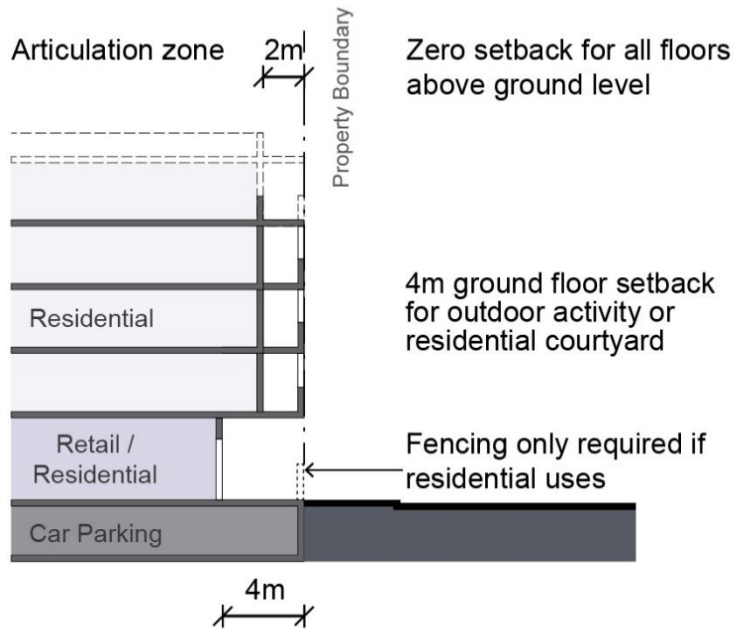 Articulation zone
2m
Property Boundary
Zero setback for all floors
above ground level
4m ground floor setback
for outdoor activity or
residential courtyard
Residential
Retail /
Residential
Fencing only required if
residential uses
Car Parking
4m